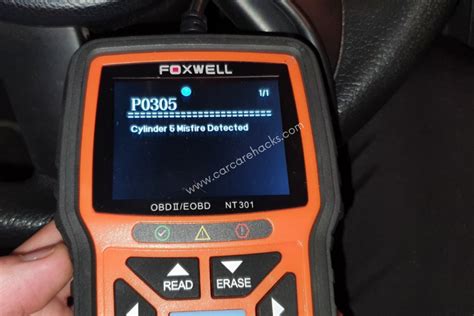 FOXWELL
1/1
P0305
================================
Cylinder 5 Misfire Detected
www.carcarehacks.com
OBDII/EOBD NT301
READ
ERASE